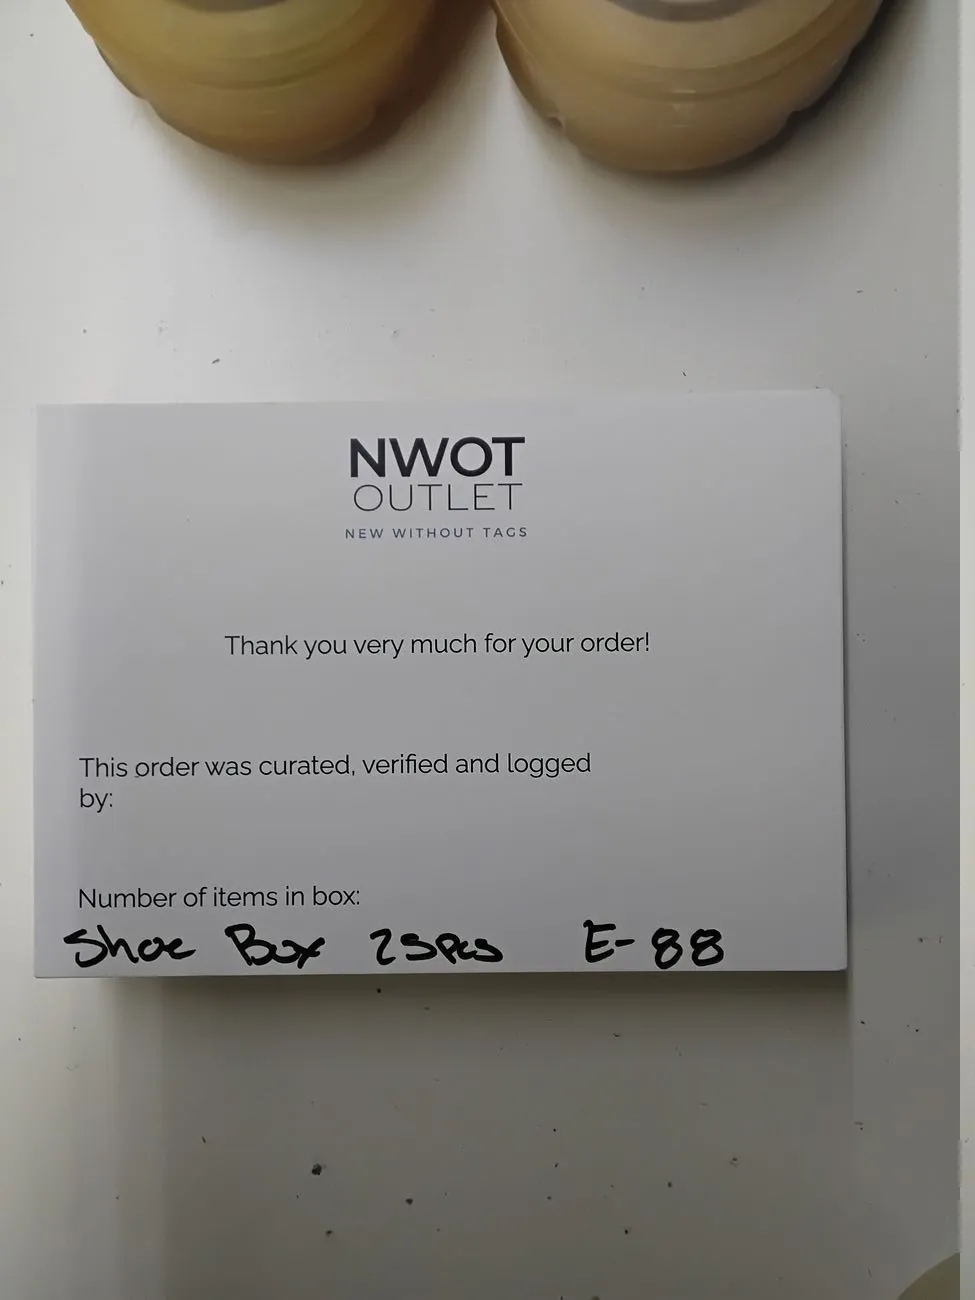 NWOT
OUTLET
NEW WITHOUT TAGS
Thank you very much for your order!
This order was curated, verified and logged
by:
Number of items in box:
Shoe Box 25pcs E-88